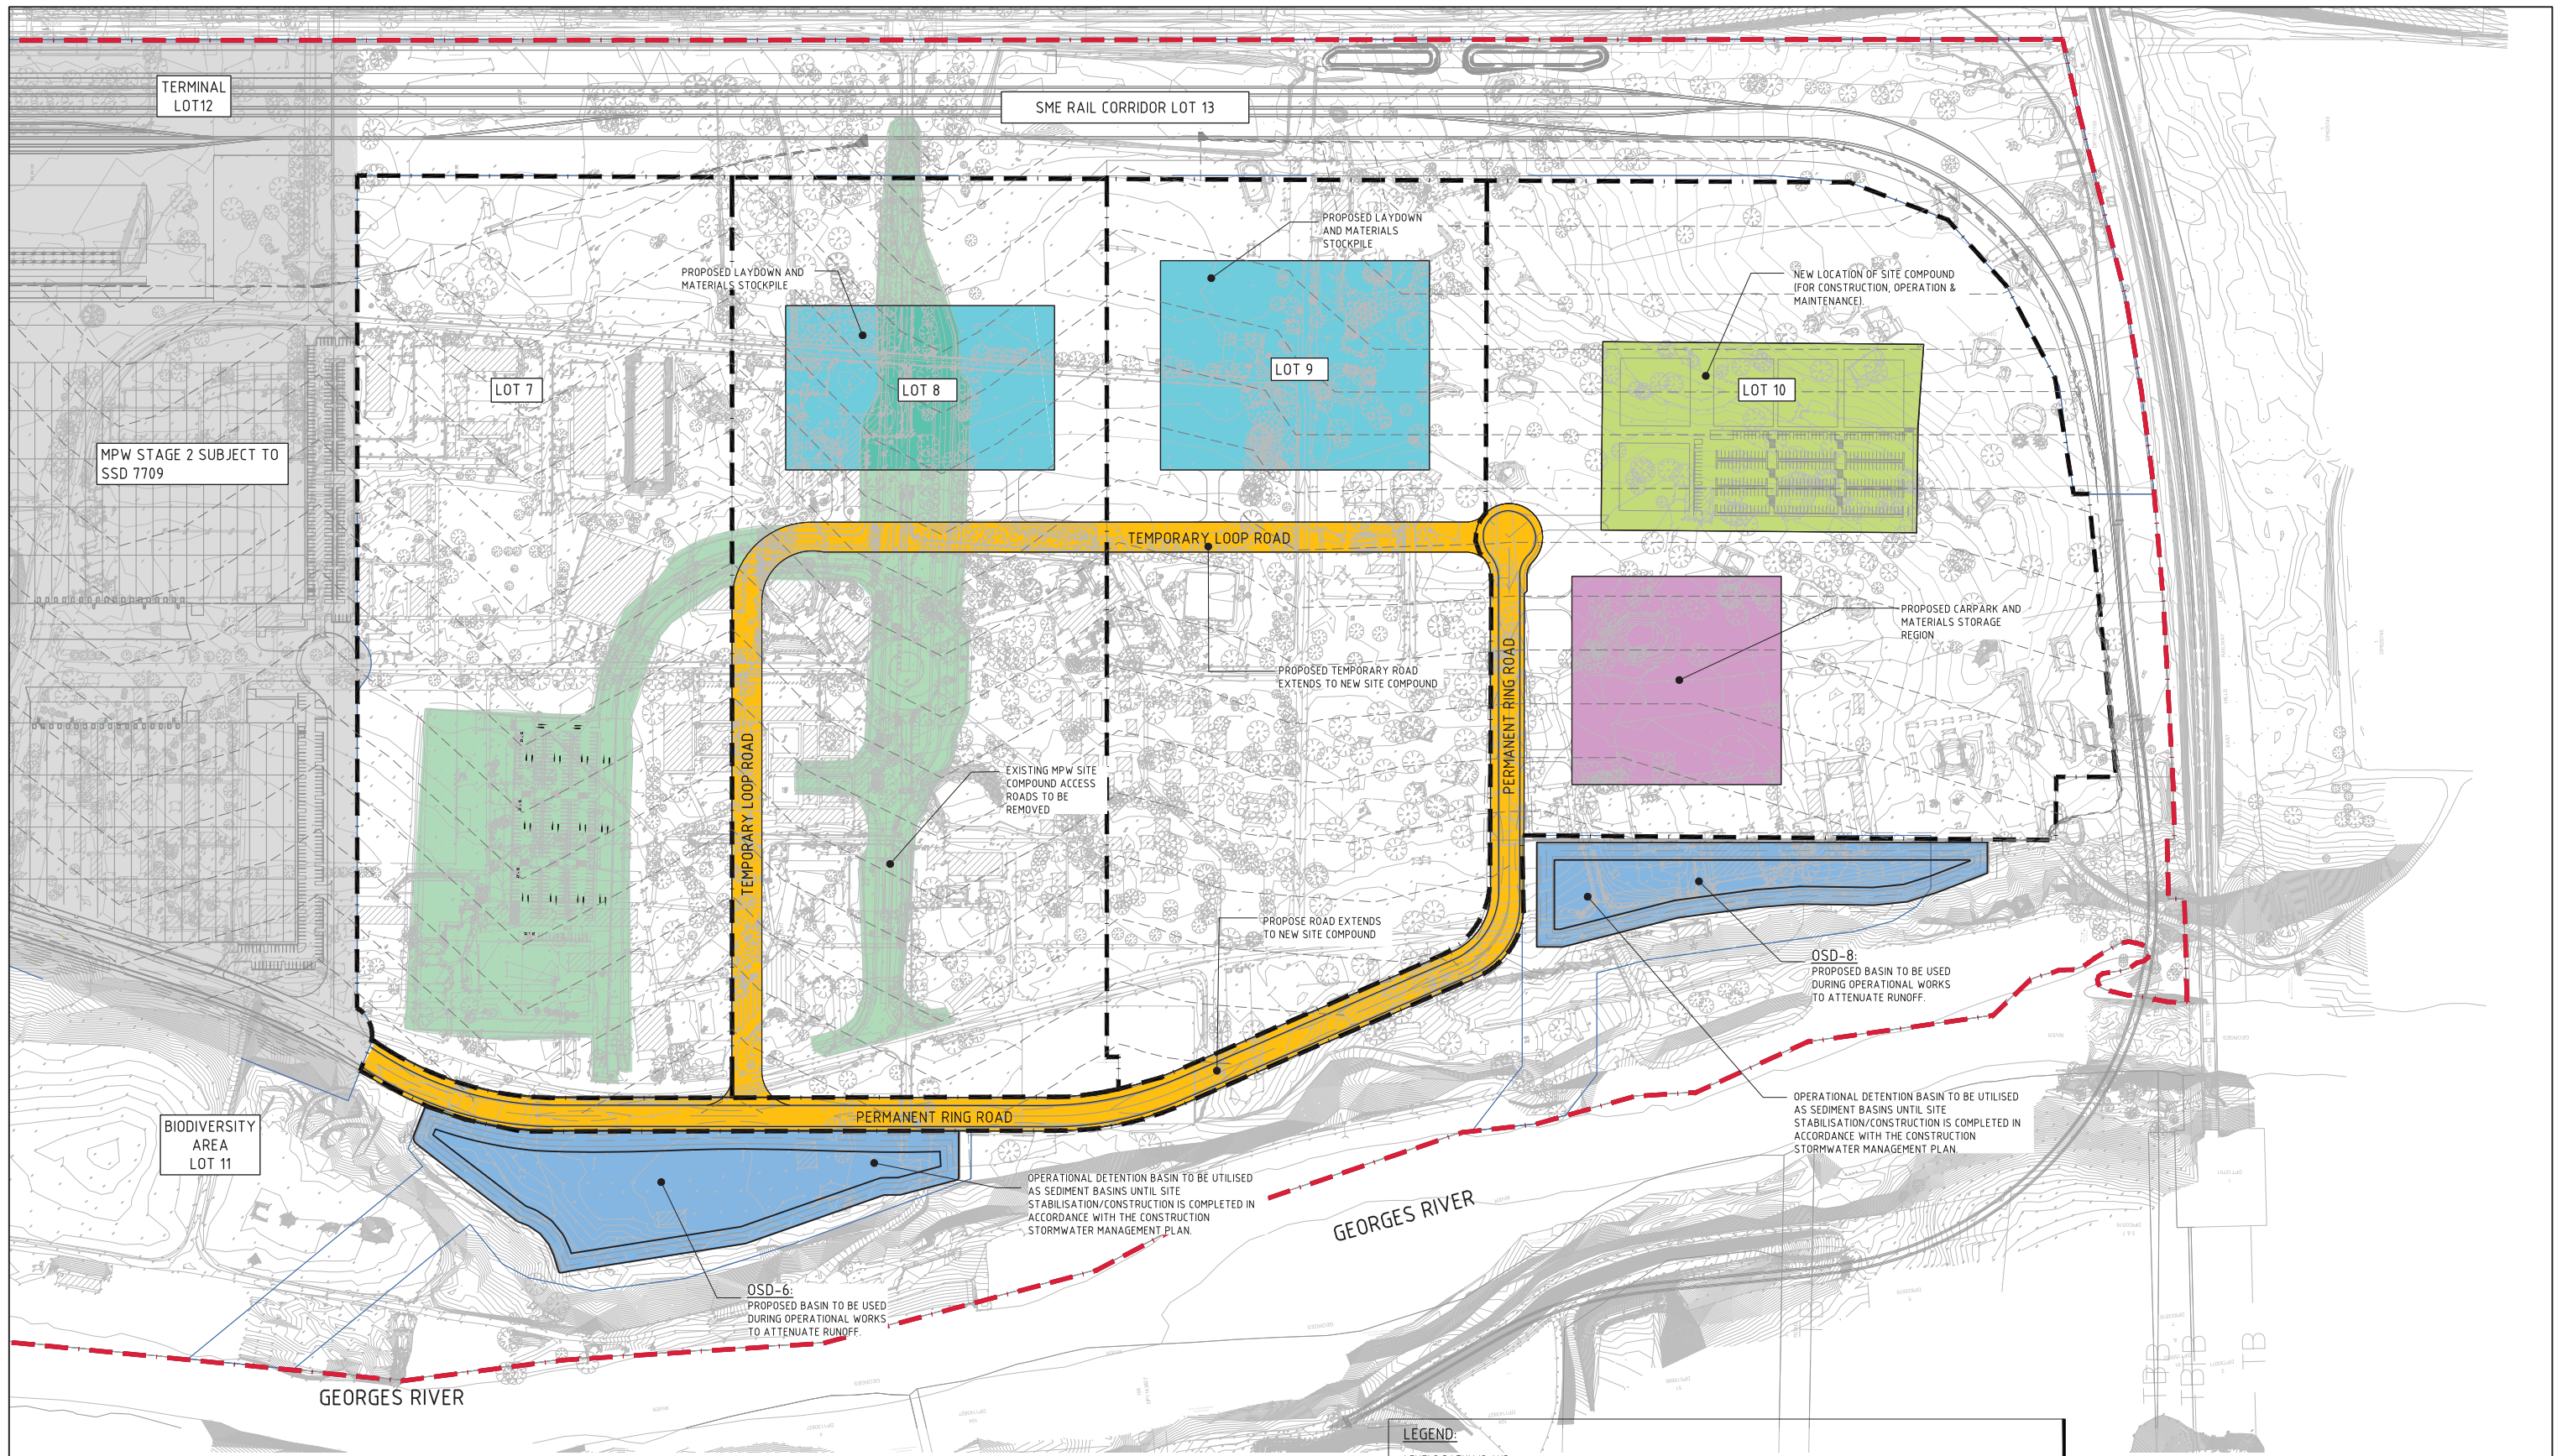 TERMINAL
LOT12
SME RAIL CORRIDOR LOT 13
PROPOSED LAYDOWN
AND MATERIALS
STOCKPILE
PROPOSED LAYDOWN AND
MATERIALS STOCKPILE
NEW LOCATION OF SITE COMPOUND
(FOR CONSTRUCTION, OPERATION &
MAINTENANCE).
LOT 7
LOT 8
LOT 9
LOT 10
MPW STAGE 2 SUBJECT TO
SSD 7709
TEMPORARY LOOP ROAD
PROPOSED CARPARK AND
MATERIALS STORAGE
REGION
PROPOSED TEMPORARY ROAD
EXTENDS TO NEW SITE COMPOUND
PERMANENT RING ROAD
TEMPORARY LOOP ROAD
EXISTING MPW SITE
COMPOUND ACCESS
ROADS TO BE
REMOVED
PROPOSE ROAD EXTENDS
TO NEW SITE COMPOUND
OSD-8:
PROPOSED BASIN TO BE USED
DURING OPERATIONAL WORKS
TO ATTENUATE RUNOFF.
PERMANENT RING ROAD
OPERATIONAL DETENTION BASIN TO BE UTILISED
AS SEDIMENT BASINS UNTIL SITE
STABILISATION/CONSTRUCTION IS COMPLETED IN
ACCORDANCE WITH THE CONSTRUCTION
STORMWATER MANAGEMENT PLAN.
BIODIVERSITY
AREA
LOT 11
OPERATIONAL DETENTION BASIN TO BE UTILISED
AS SEDIMENT BASINS UNTIL SITE
STABILISATION/CONSTRUCTION IS COMPLETED IN
ACCORDANCE WITH THE CONSTRUCTION
STORMWATER MANAGEMENT PLAN.
GEORGES RIVER
OSD-6:
PROPOSED BASIN TO BE USED
DURING OPERATIONAL WORKS
TO ATTENUATE RUNOFF.
GEORGES RIVER
LEGEND: